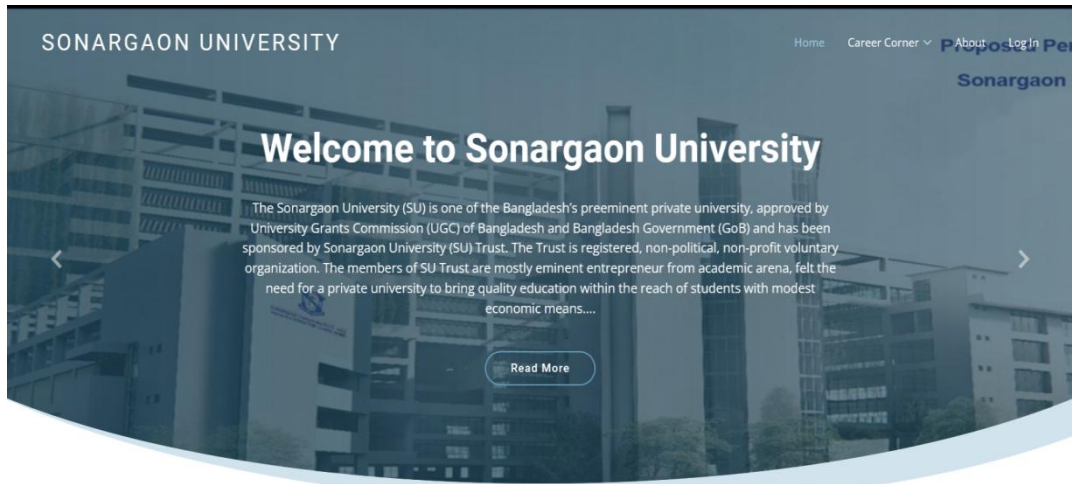 SONARGAON UNIVERSITY
Home
Career Corner
About
Log In
Proposed Per
Sonargaon
Welcome to Sonargaon University
The Sonargaon University (SU) is one of the Bangladesh's preeminent private university, approved by
University Grants Commission (UGC) of Bangladesh and Bangladesh Government (GoB) and has been
sponsored by Sonargaon University (SU) Trust. The Trust is registered, non-political, non-profit voluntary
organization. The members of SU Trust are mostly eminent entrepreneur from academic arena, felt the
need for a private university to bring quality education within the reach of students with modest
economic means....
Read More